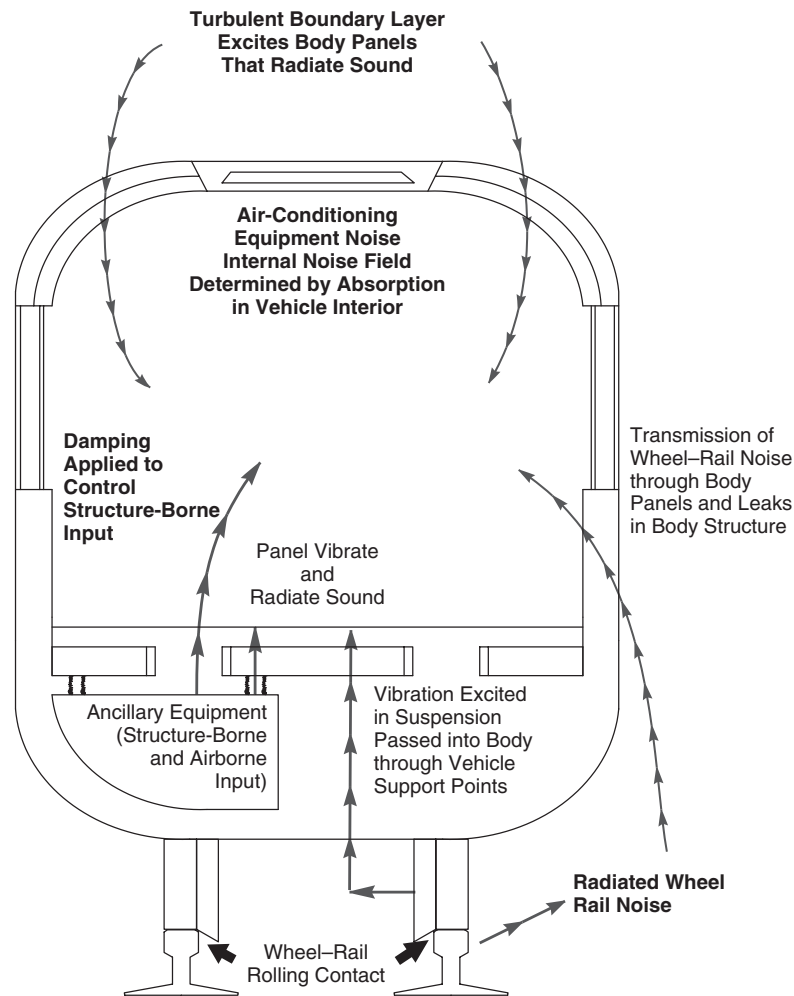 Turbulent Boundary Layer
Excites Body Panels
That Radiate Sound
Air-Conditioning
Equipment Noise
Internal Noise Field
Determined by Absorption
in Vehicle Interior
Damping
Applied to
Control
Structure-Borne
Input
Transmission of
Wheel–Rail Noise
through Body
Panels and Leaks
in Body Structure
Panel Vibrate
and
Radiate Sound
Ancillary Equipment
(Structure-Borne
and Airborne
Input)
Vibration Excited
in Suspension
Passed into Body
through Vehicle
Support Points
Radiated Wheel
Rail Noise
Wheel–Rail
Rolling Contact